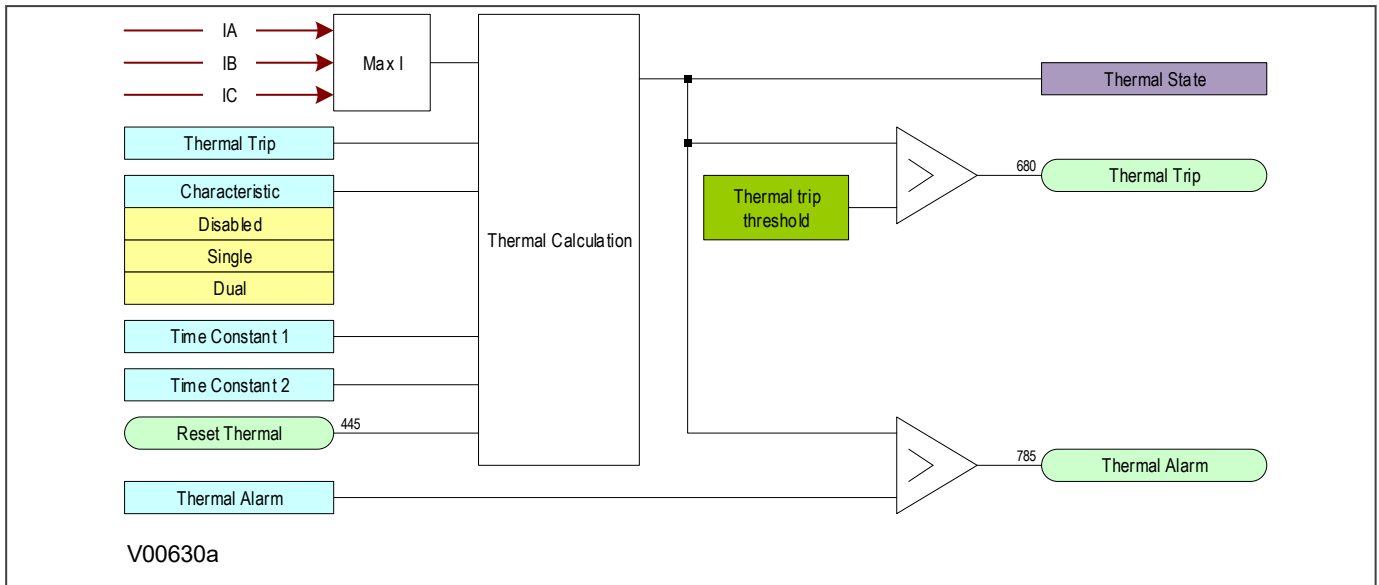 IA
IB
IC
Max I
Thermal State
Thermal Trip
Characteristic
Disabled
Single
Dual
Thermal Calculation
Thermal trip
threshold
680
Thermal Trip
Time Constant 1
Time Constant 2
Reset Thermal
445
Thermal Alarm
785
Thermal Alarm
V00630a